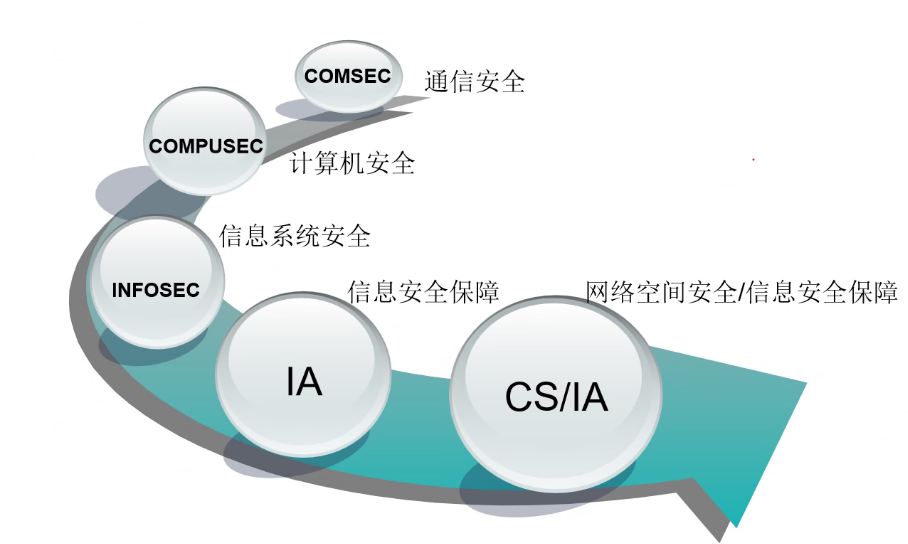 COMSEC
通信安全
COMPUSEC
计算机安全
信息系统安全
INFOSEC
信息安全保障
网络空间安全/信息安全保障
IA
CS/IA